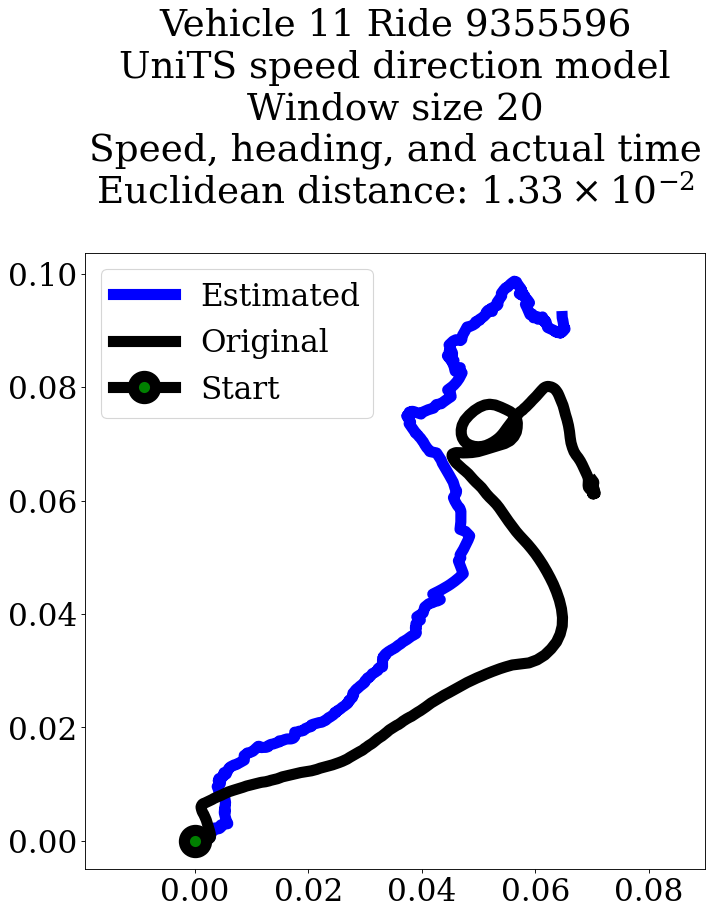 Vehicle 11 Ride 9355596
UniTS speed direction model
Window size 20
Speed, heading, and actual time
Euclidean distance: 1.33 × 10⁻²
Estimated
Original
Start
0.10
0.08
0.06
0.04
0.02
0.00
0.00 0.02 0.04 0.06 0.08